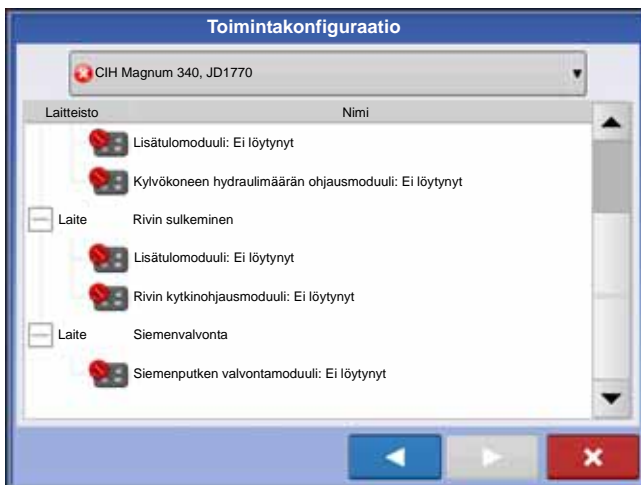 Toimintakonfiguraatio
CIH Magnum 340, JD1770
Laitteisto Nimi
Lisätulomoduuli: Ei löytynyt
Kylvökoneen hydraulimäärän ohjausmoduuli: Ei löytynyt
Laite Rivin sulkeminen
Lisätulomoduuli: Ei löytynyt
Rivin kytkinohjausmoduuli: Ei löytynyt
Laite Siemenvalvonta
Siemenputken valvontamoduuli: Ei löytynyt